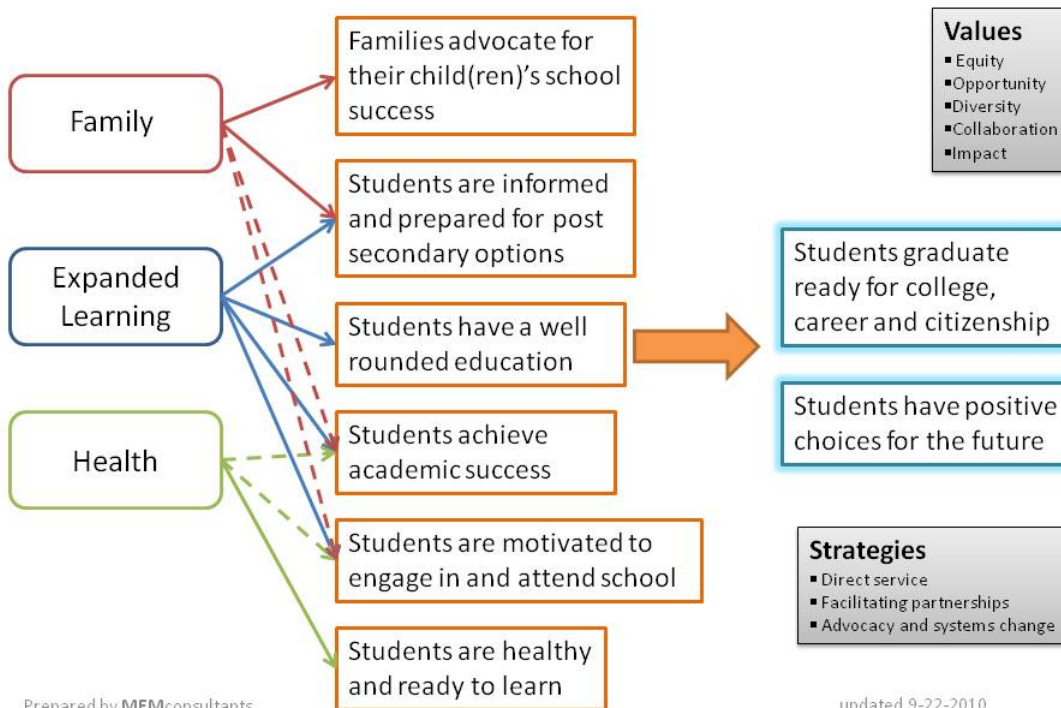 Family
Expanded
Learning
Health
Families advocate for
their child(ren)'s school
success
Students are informed
and prepared for post
secondary options
Students have a well
rounded education
Students achieve
academic success
Students are motivated to
engage in and attend school
Students are healthy
and ready to learn
Values
▪ Equity
▪Opportunity
▪Diversity
▪Collaboration
▪Impact
Students graduate
ready for college,
career and citizenship
Students have positive
choices for the future
Strategies
▪ Direct service
▪ Facilitating partnerships
▪ Advocacy and systems change
Prepared by MEMconsultants
updated 9-22-2010